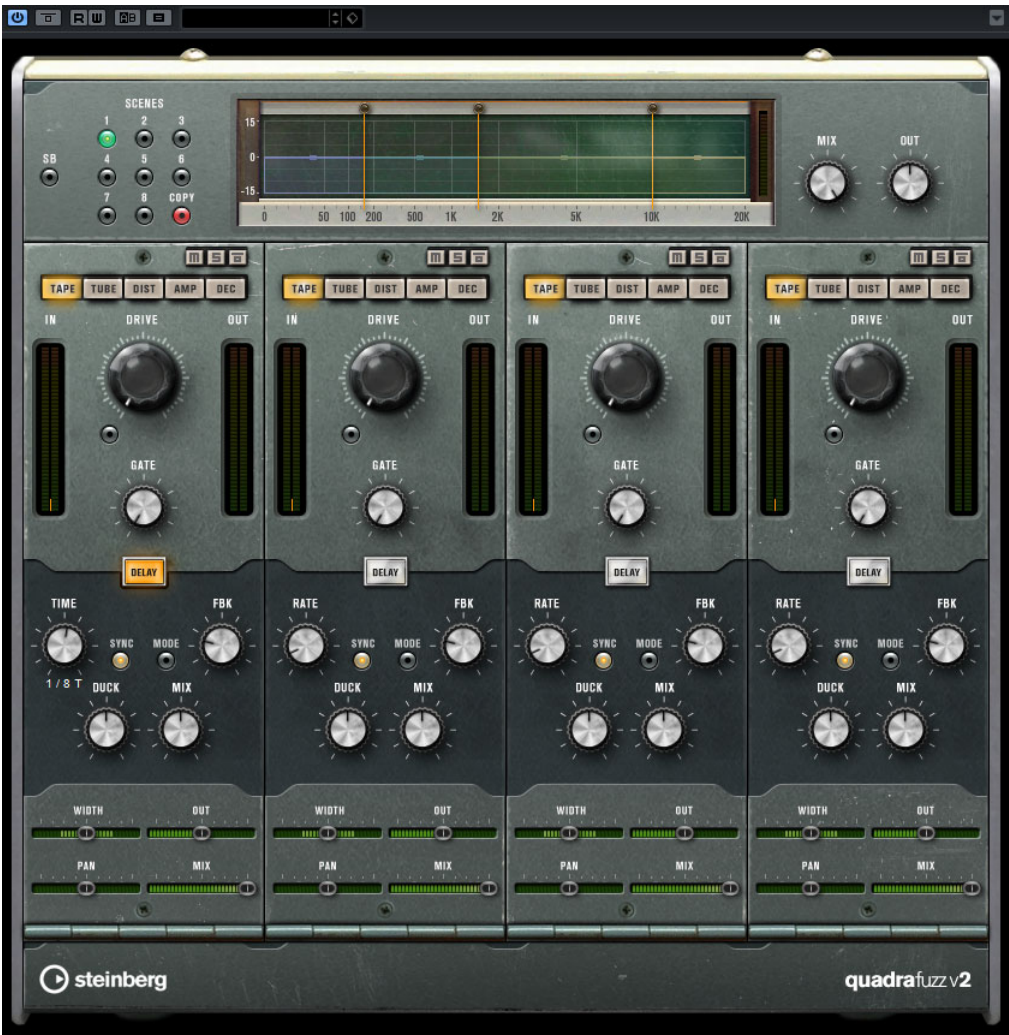 R W AB
SCENES
1 2 3
SB 4 5 6
7 8 COPY
15
0
-15
0 50 100 200 500 1K 2K 5K 10K 20K
MIX OUT
M S M S M S M S
TAPE TUBE DIST AMP DEC TAPE TUBE DIST AMP DEC TAPE TUBE DIST AMP DEC TAPE TUBE DIST AMP DEC
IN DRIVE OUT IN DRIVE OUT IN DRIVE OUT IN DRIVE OUT
GATE GATE GATE GATE
DELAY DELAY DELAY DELAY
TIME FBK RATE FBK RATE FBK RATE FBK
SYNC MODE SYNC MODE SYNC MODE SYNC MODE
1 / 8 T
DUCK MIX DUCK MIX DUCK MIX DUCK MIX
WIDTH OUT WIDTH OUT WIDTH OUT WIDTH OUT
PAN MIX PAN MIX PAN MIX PAN MIX
steinberg quadrafuzz v2